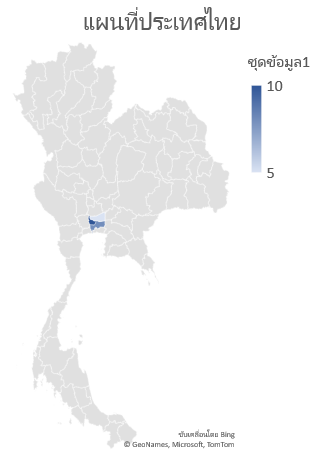 แผนที่ประเทศไทย
ชุดข้อมูล1
10
5
ขับเคลื่อนโดย Bing
© GeoNames, Microsoft, TomTom